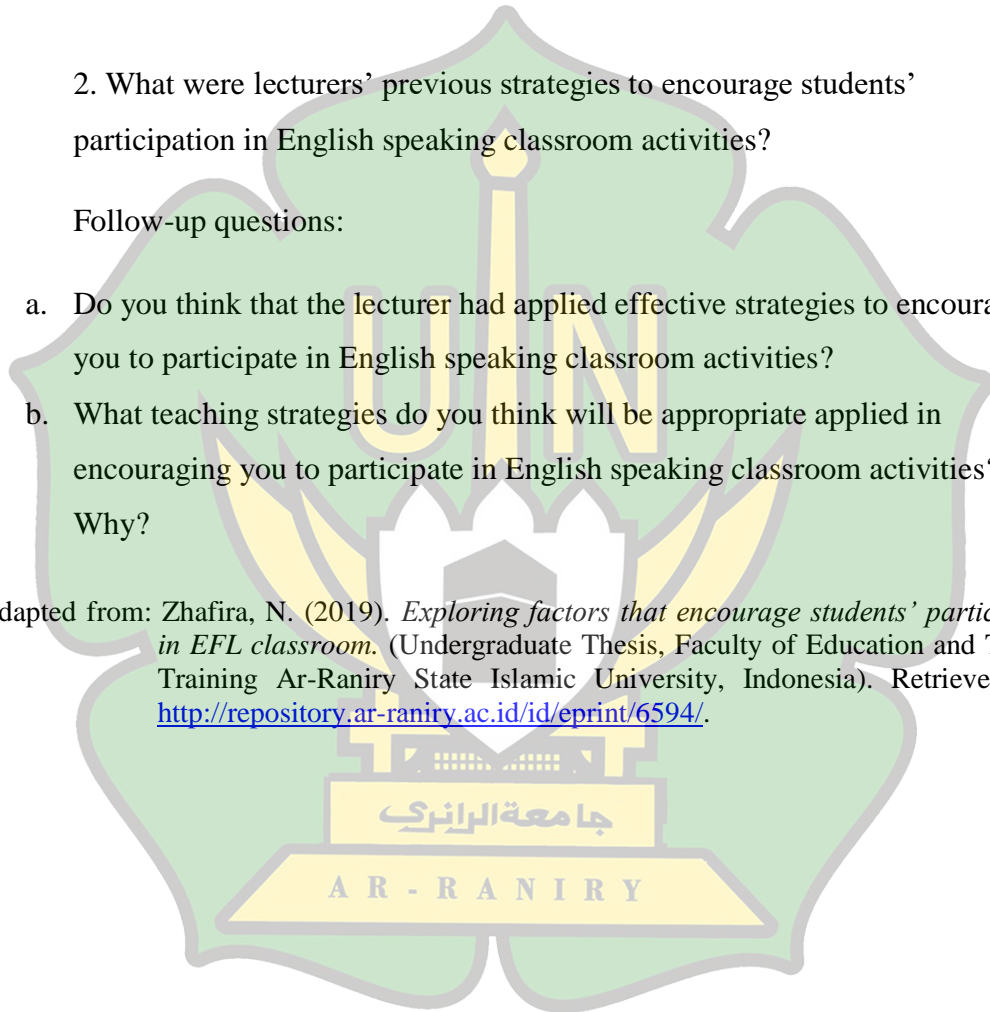 2. What were lecturers’ previous strategies to encourage students’
participation in English speaking classroom activities?
Follow-up questions:
a. Do you think that the lecturer had applied effective strategies to encoura
you to participate in English speaking classroom activities?
b. What teaching strategies do you think will be appropriate applied in
encouraging you to participate in English speaking classroom activities?
Why?
dapted from: Zhafira, N. (2019). Exploring factors that encourage students’ partic
in EFL classroom. (Undergraduate Thesis, Faculty of Education and T
Training Ar-Raniry State Islamic University, Indonesia). Retrieve
http://repository.ar-raniry.ac.id/id/eprint/6594/.
UIN
جامعة الرانري
AR-RANIRY